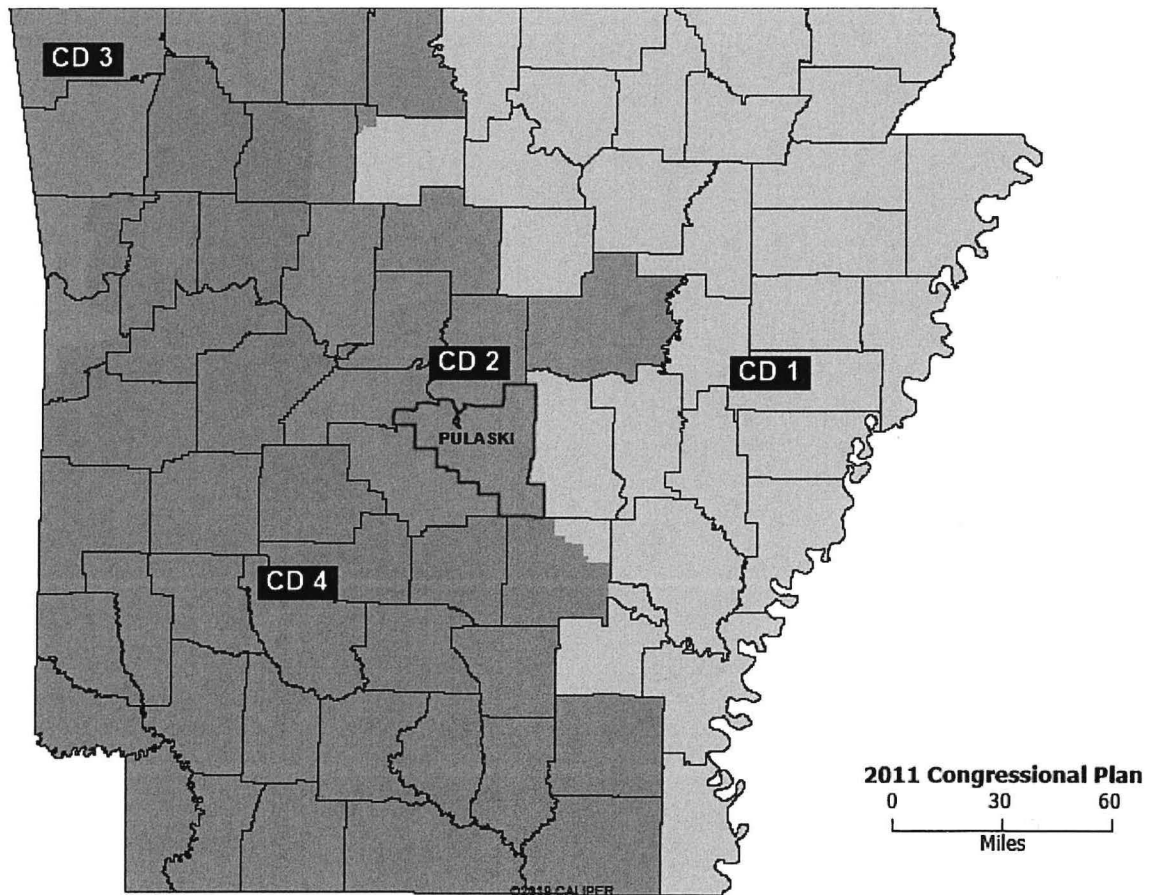 CD 3
CD 2
CD 1
PULASKI
CD 4
2011 Congressional Plan
0 30 60
Miles
©2019 CALIPER